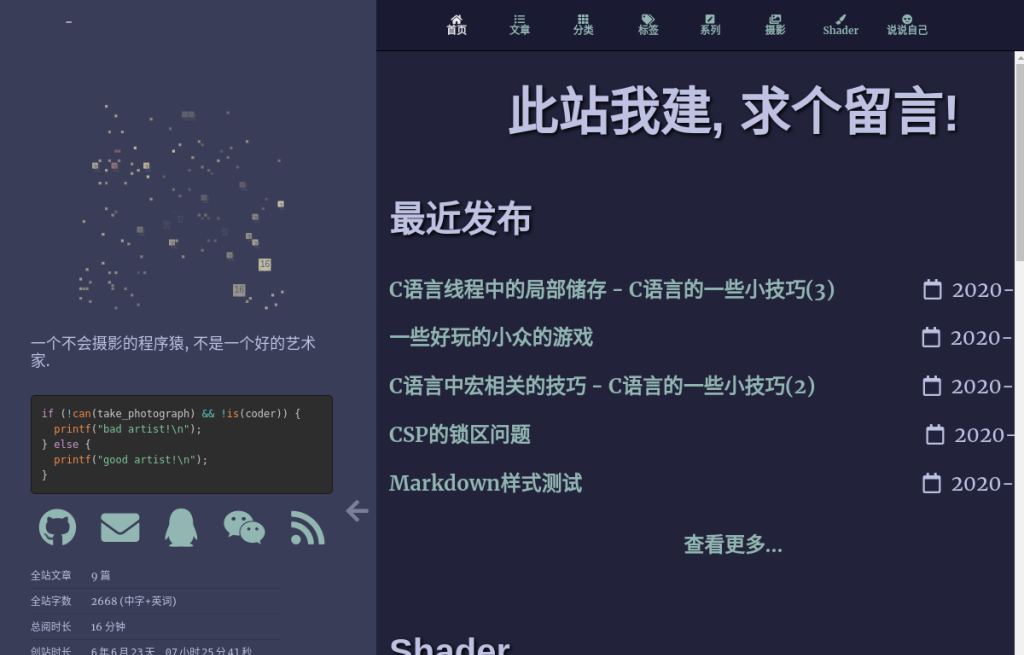 首页
文章
分类
标签
系列
摄影
Shader
说说自己
此站我建, 求个留言!
最近发布
C语言线程中的局部储存 - C语言的一些小技巧(3)
2020-
一些好玩的小众的游戏
2020-
C语言中宏相关的技巧 - C语言的一些小技巧(2)
2020-
CSP的锁区问题
2020-
Markdown样式测试
2020-
查看更多...
Shader
16
16
一个不会摄影的程序猿, 不是一个好的艺术
家.
if (!can(take_photograph) && !is(coder)) {
printf("bad artist!\n");
} else {
printf("good artist!\n");
}
全站文章 9 篇
全站字数 2668 (中字+英词)
总阅时长 16 分钟
创站时长 6 年 6 月 23 天 07 小时 25 分 41 秒